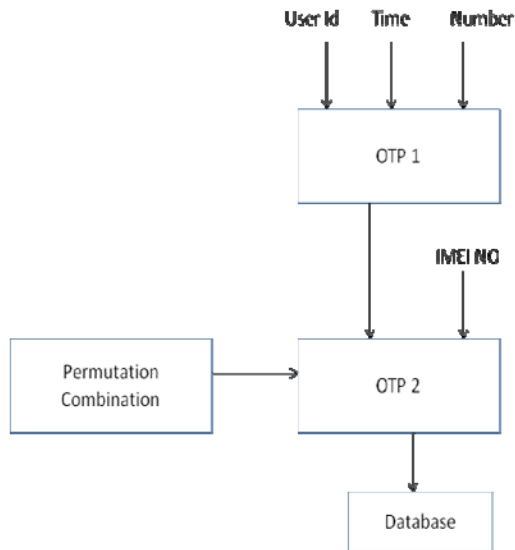 User Id Time Number
OTP 1
IMEI NO
Permutation
Combination
OTP 2
Database